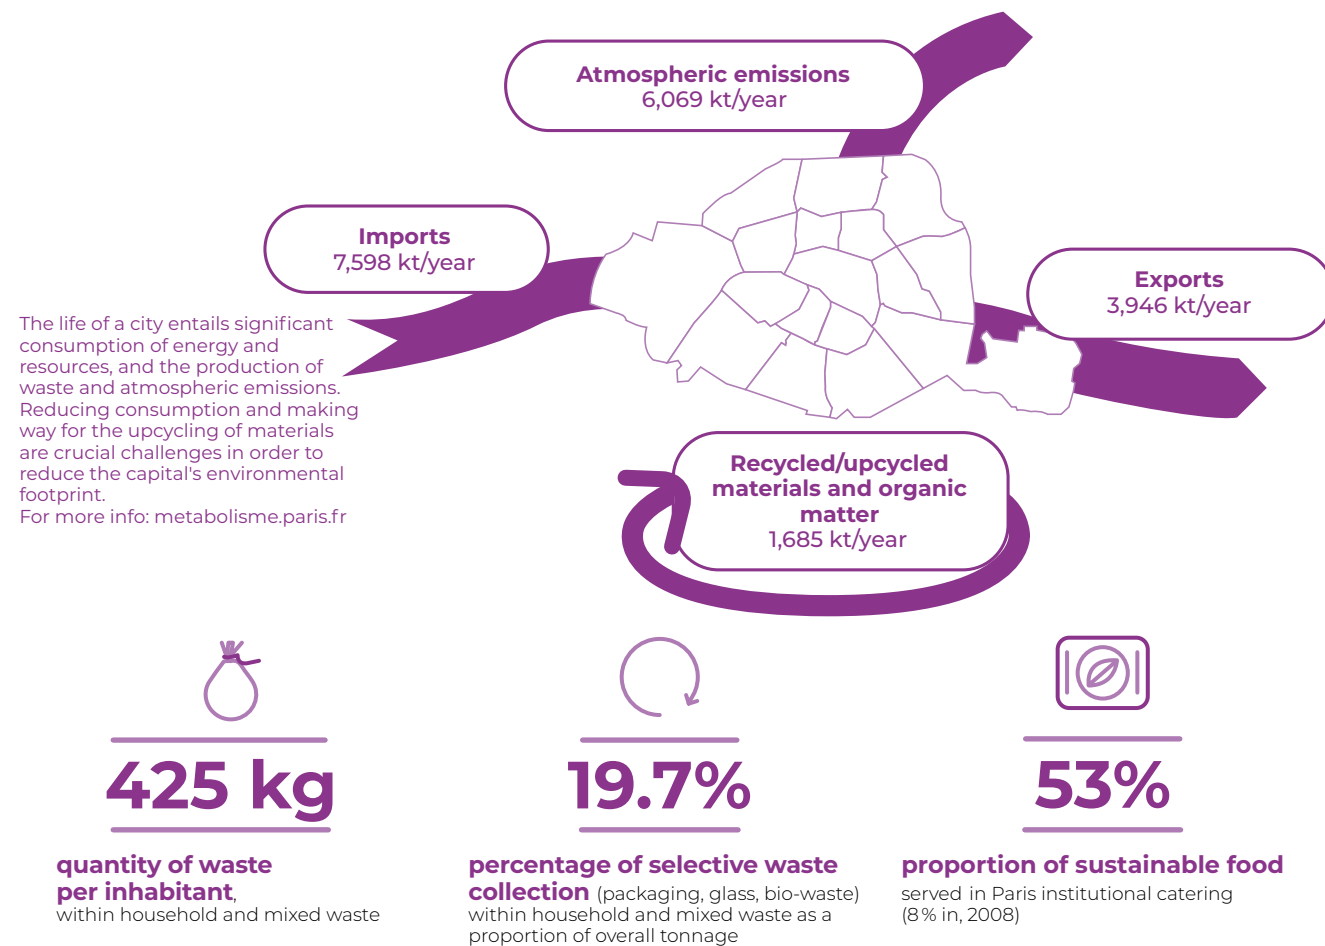 Atmospheric emissions
6,069 kt/year
Imports
7,598 kt/year
Exports
3,946 kt/year
The life of a city entails significant
consumption of energy and
resources, and the production of
waste and atmospheric emissions.
Reducing consumption and making
way for the upcycling of materials
are crucial challenges in order to
reduce the capital's environmental
footprint.
For more info: metabolisme.paris.fr
Recycled/upcycled
materials and organic
matter
1,685 kt/year
425 kg
quantity of waste
per inhabitant,
within household and mixed waste
19.7%
percentage of selective waste
collection (packaging, glass, bio-waste)
within household and mixed waste as a
proportion of overall tonnage
53%
proportion of sustainable food
served in Paris institutional catering
(8% in, 2008)